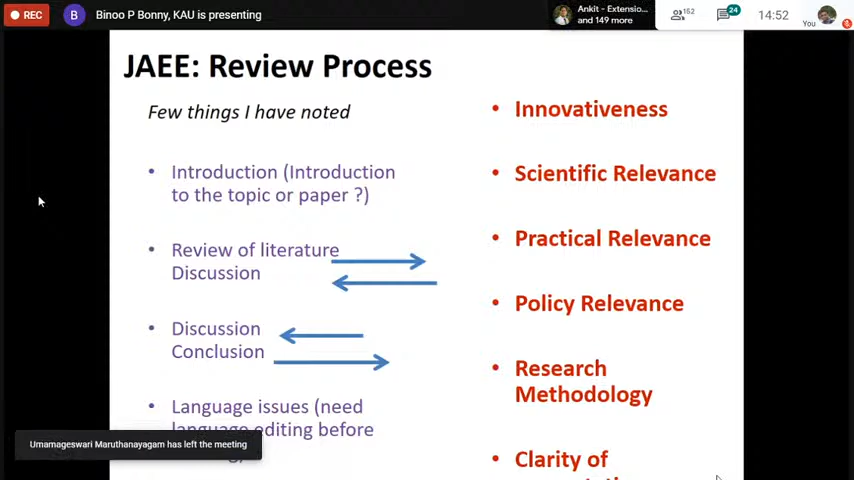 REC
B
Binoo P Bonny, KAU is presenting
Ankit - Extensio...
and 149 more
152
24
14:52
You
JAEE: Review Process
Few things I have noted
• Introduction (Introduction
to the topic or paper ?)
• Review of literature
Discussion
• Discussion
Conclusion
• Language issues (need
language editing before
• Innovativeness
• Scientific Relevance
• Practical Relevance
• Policy Relevance
• Research
Methodology
• Clarity of
Umamageswari Maruthanayagam has left the meeting